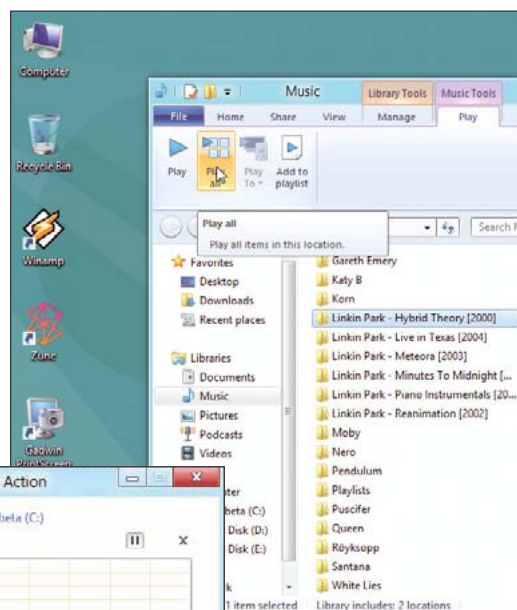 Computer
Recycle Bin
Winamp
Zune
Gadwin
PrintScreen
Music
Library Tools
Music Tools
File
Home
Share
View
Manage
Play
Play
Play all
Play To
Add to playlist
Play all
Play all items in this location.
Search M
Favorites
Desktop
Downloads
Recent places
Libraries
Documents
Music
Pictures
Podcasts
Videos
ter
beta (C:)
Disk (D:)
Disk (E:)
k
1 item selected
Library includes: 2 locations
Gareth Emery
Katy B
Korn
Linkin Park - Hybrid Theory [2000]
Linkin Park - Live in Texas [2004]
Linkin Park - Meteora [2003]
Linkin Park - Minutes To Midnight [...
Linkin Park - Piano Instrumentals [20...
Linkin Park - Reanimation [2002]
Moby
Nero
Pendulum
Playlists
Puscifer
Queen
Röyksopp
Santana
White Lies
Action
beta (C:)